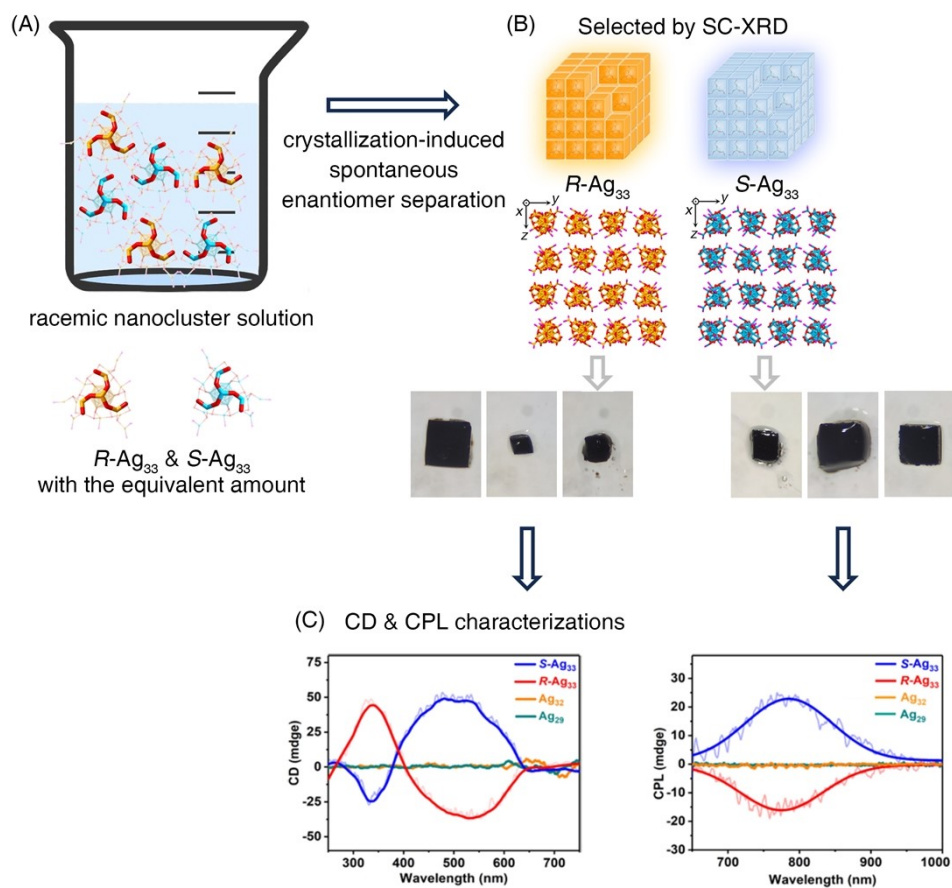 (A)
racemic nanocluster solution
R-Ag33 & S-Ag33
with the equivalent amount
crystallization-induced
spontaneous
enantiomer separation
(B)
Selected by SC-XRD
R-Ag33
S-Ag33
x
y
z
x
y
z
(C)
CD & CPL characterizations
75
50
25
0
-25
-50
CD (mdge)
300
400
500
600
700
Wavelength (nm)
S-Ag33
R-Ag33
Ag32
Ag29
30
20
10
0
-10
-20
-30
CPL (mdge)
700
800
900
1000
Wavelength (nm)
S-Ag33
R-Ag33
Ag32
Ag29